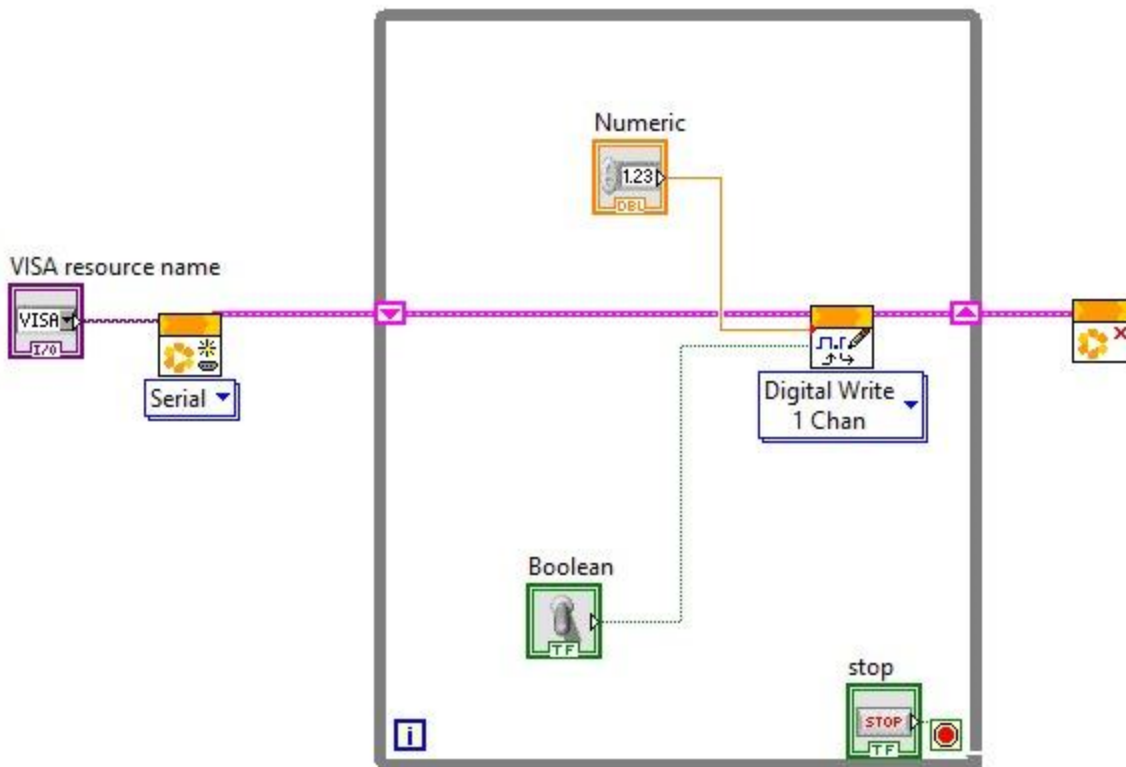 Numeric
1.23
DBL
VISA resource name
VISA
I/O
Serial
Digital Write
1 Chan
Boolean
TF
stop
STOP
TF
i